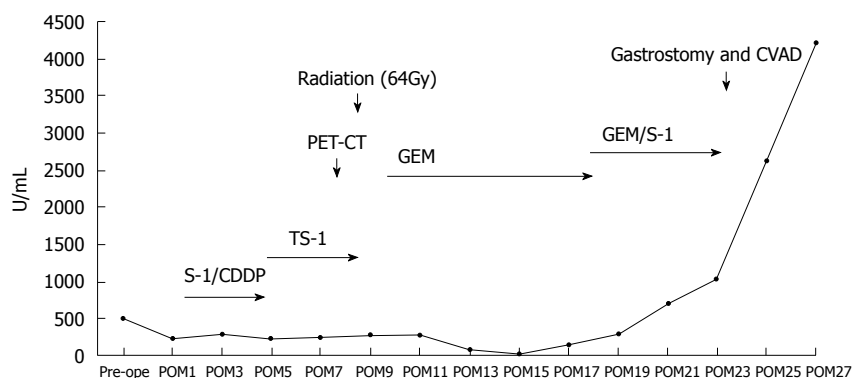 4500
4000
3500
3000
2500
2000
1500
1000
500
0
U/mL
Gastrostomy and CVAD
Radiation (64Gy)
PET-CT
GEM
GEM/S-1
TS-1
S-1/CDDP
Pre-ope POM1 POM3 POM5 POM7 POM9 POM11 POM13 POM15 POM17 POM19 POM21 POM23 POM25 POM27